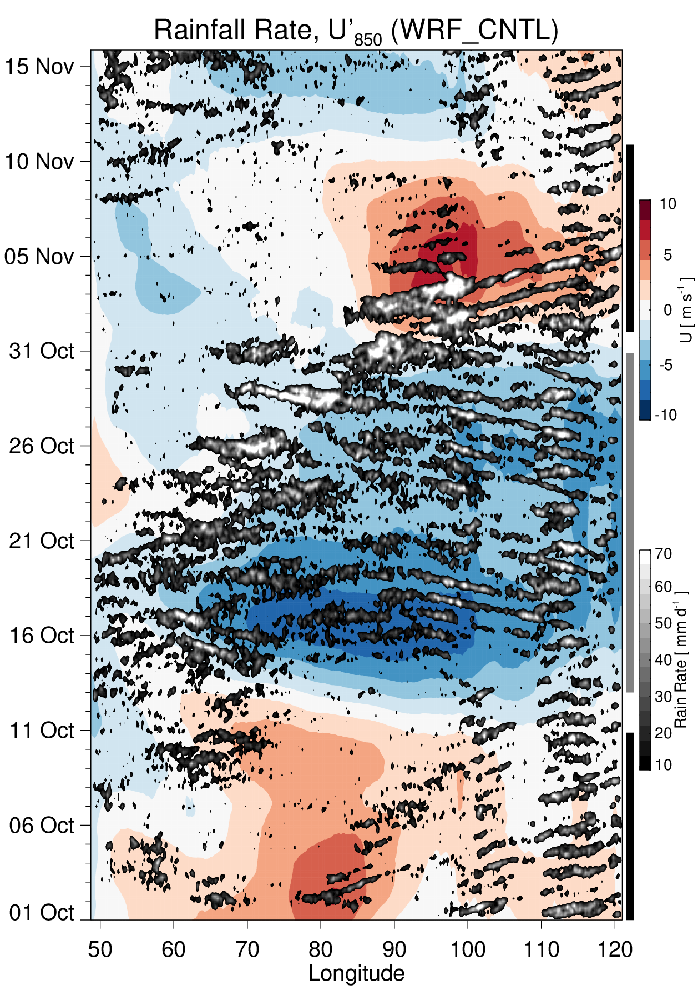 Rainfall Rate, U’850 (WRF_CNTL)
15 Nov
10 Nov
05 Nov
31 Oct
26 Oct
21 Oct
16 Oct
11 Oct
06 Oct
01 Oct
50 60 70 80 90 100 110 120
Longitude
10
5
0
-5
-10
U [ m s-1 ]
70
60
50
40
30
20
10
Rain Rate [ mm d-1 ]